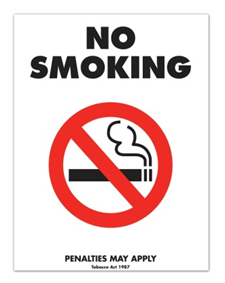 NO
SMOKING
PENALTIES MAY APPLY
Tobacco Act 1987